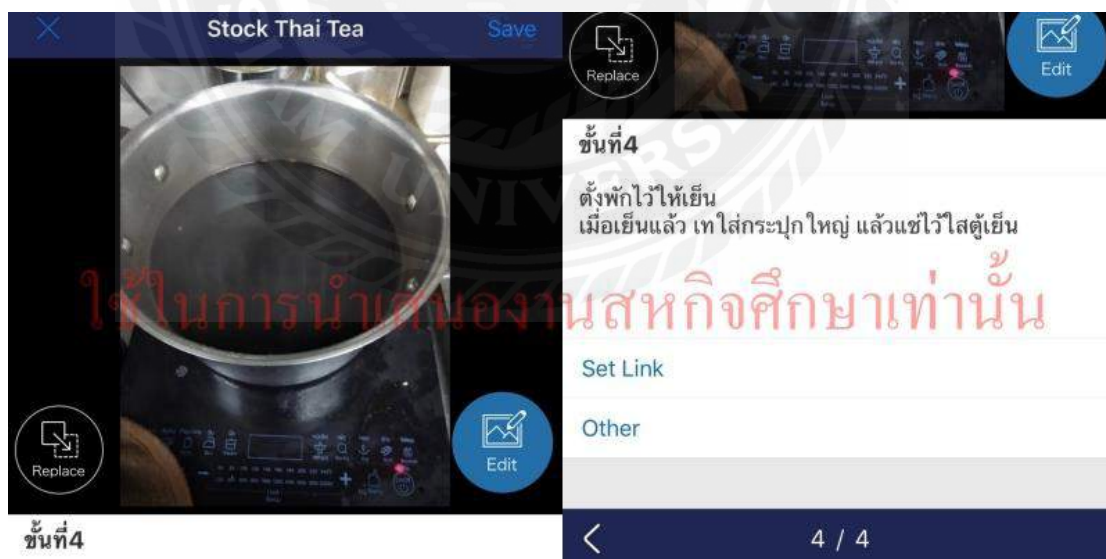 Stock Thai Tea
Save
Replace
Edit
ขั้นที่4
Replace
Edit
ขั้นที่4
ตั้งพักไว้ให้เย็น
เมื่อเย็นแล้ว เทใส่กระปุกใหญ่ แล้วแช่ไว้ใสตู้เย็น
ใช้ในการนำเสนองานสหกิจศึกษาเท่านั้น
Set Link
Other
4 / 4